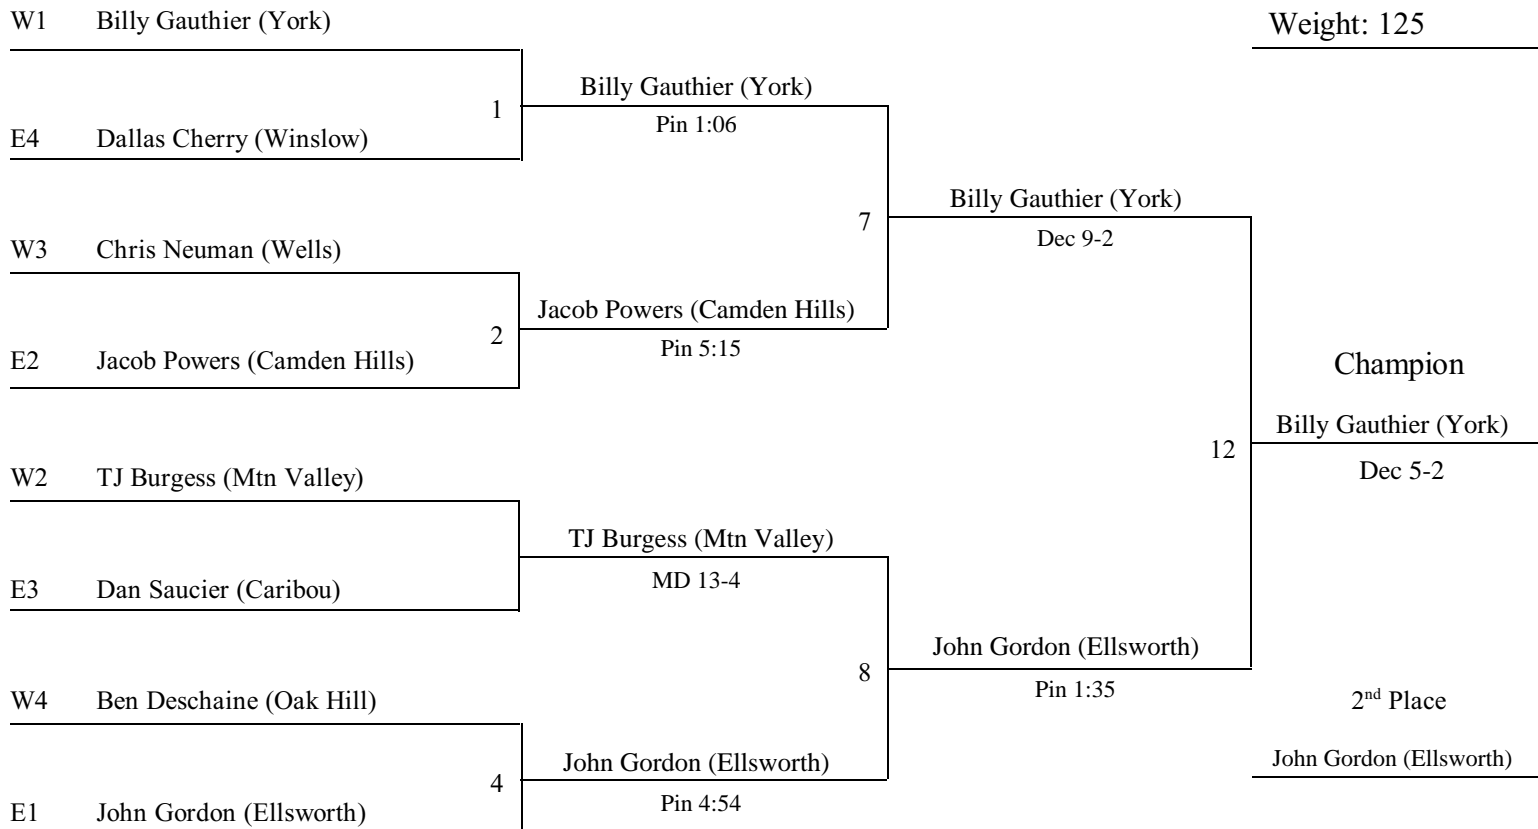 W1 Billy Gauthier (York)
Weight: 125
Billy Gauthier (York)
1
Pin 1:06
E4 Dallas Cherry (Winslow)
Billy Gauthier (York)
7
Dec 9-2
W3 Chris Neuman (Wells)
Jacob Powers (Camden Hills)
2
Pin 5:15
E2 Jacob Powers (Camden Hills)
Champion
Billy Gauthier (York)
12
Dec 5-2
W2 TJ Burgess (Mtn Valley)
TJ Burgess (Mtn Valley)
MD 13-4
E3 Dan Saucier (Caribou)
John Gordon (Ellsworth)
8
Pin 1:35
W4 Ben Deschaine (Oak Hill)
2nd Place
John Gordon (Ellsworth)
John Gordon (Ellsworth)
4
Pin 4:54
E1 John Gordon (Ellsworth)